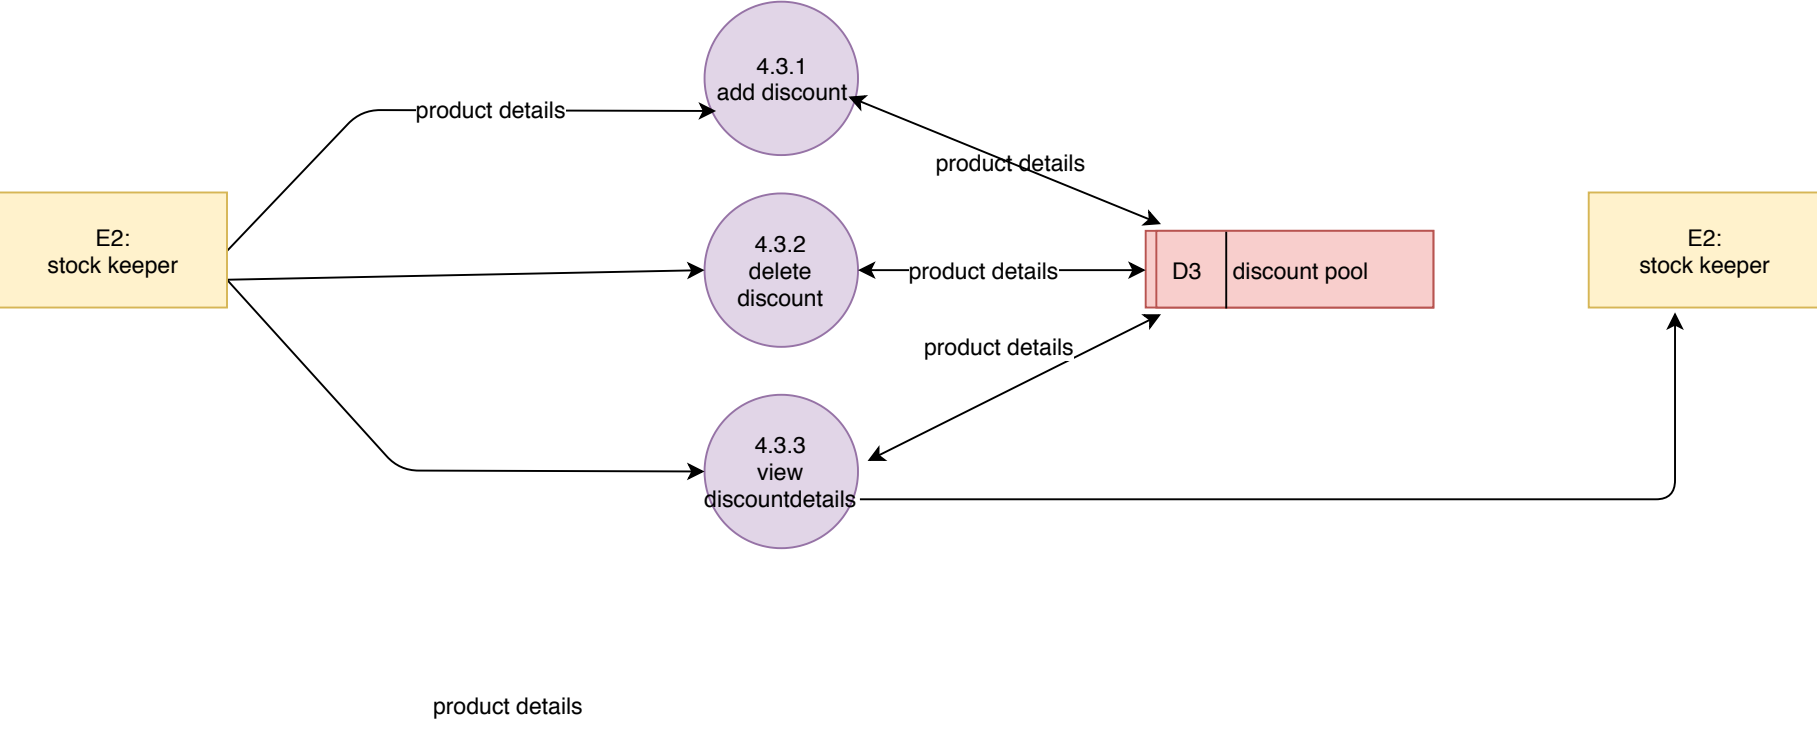 4.3.1
add discount
product details
product details
E2:
stock keeper
4.3.2
delete
discount
product details
D3
discount pool
E2:
stock keeper
product details
4.3.3
view
discountdetails
product details